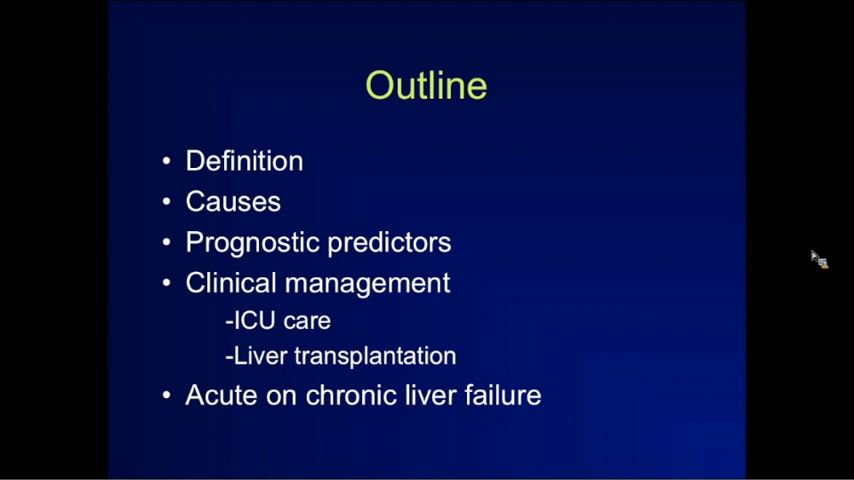 Outline
• Definition
• Causes
• Prognostic predictors
• Clinical management
-ICU care
-Liver transplantation
• Acute on chronic liver failure